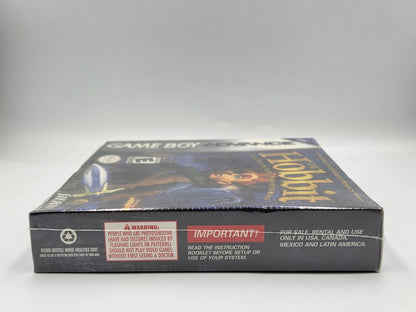 GAME BOY ADVANCE
The
Hobbit
WARNING:
PEOPLE WHO ARE PHOTOSENSITIVE
(HAVE HAD SEIZURES INDUCED BY
FLASHING LIGHTS OR PATTERNS)
SHOULD NOT PLAY VIDEO GAMES
WITHOUT FIRST SEEING A DOCTOR.
IMPORTANT!
READ THE INSTRUCTION
BOOKLET BEFORE SETUP OR
USE OF YOUR SYSTEM.
FOR SALE, RENTAL AND USE
ONLY IN USA, CANADA,
MEXICO AND LATIN AMERICA.
PLEASE RECYCLE WHERE FACILITIES EXIST.